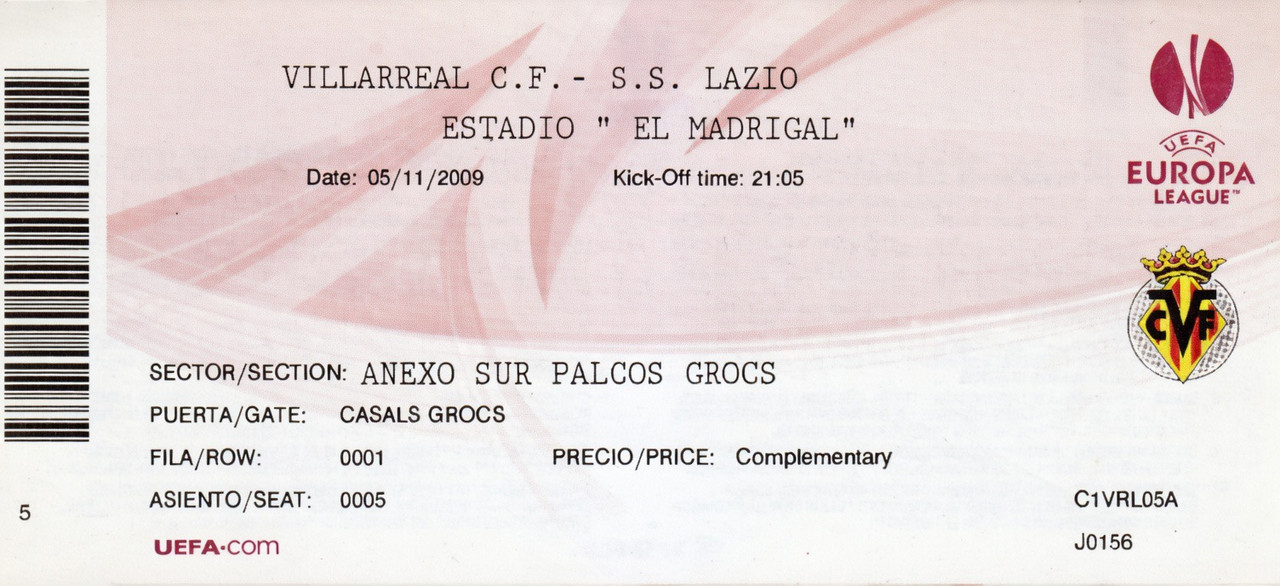 VILLARREAL C.F. - S.S. LAZIO
ESTADIO " EL MADRIGAL"
Date: 05/11/2009 Kick-Off time: 21:05
UEFA
EUROPA
LEAGUE™
CVF
SECTOR/SECTION: ANEXO SUR PALCOS GROCS
PUERTA/GATE: CASALS GROCS
FILA/ROW: 0001 PRECIO/PRICE: Complementary
ASIENTO/SEAT: 0005 C1VRL05A
5
UEFA.com J0156